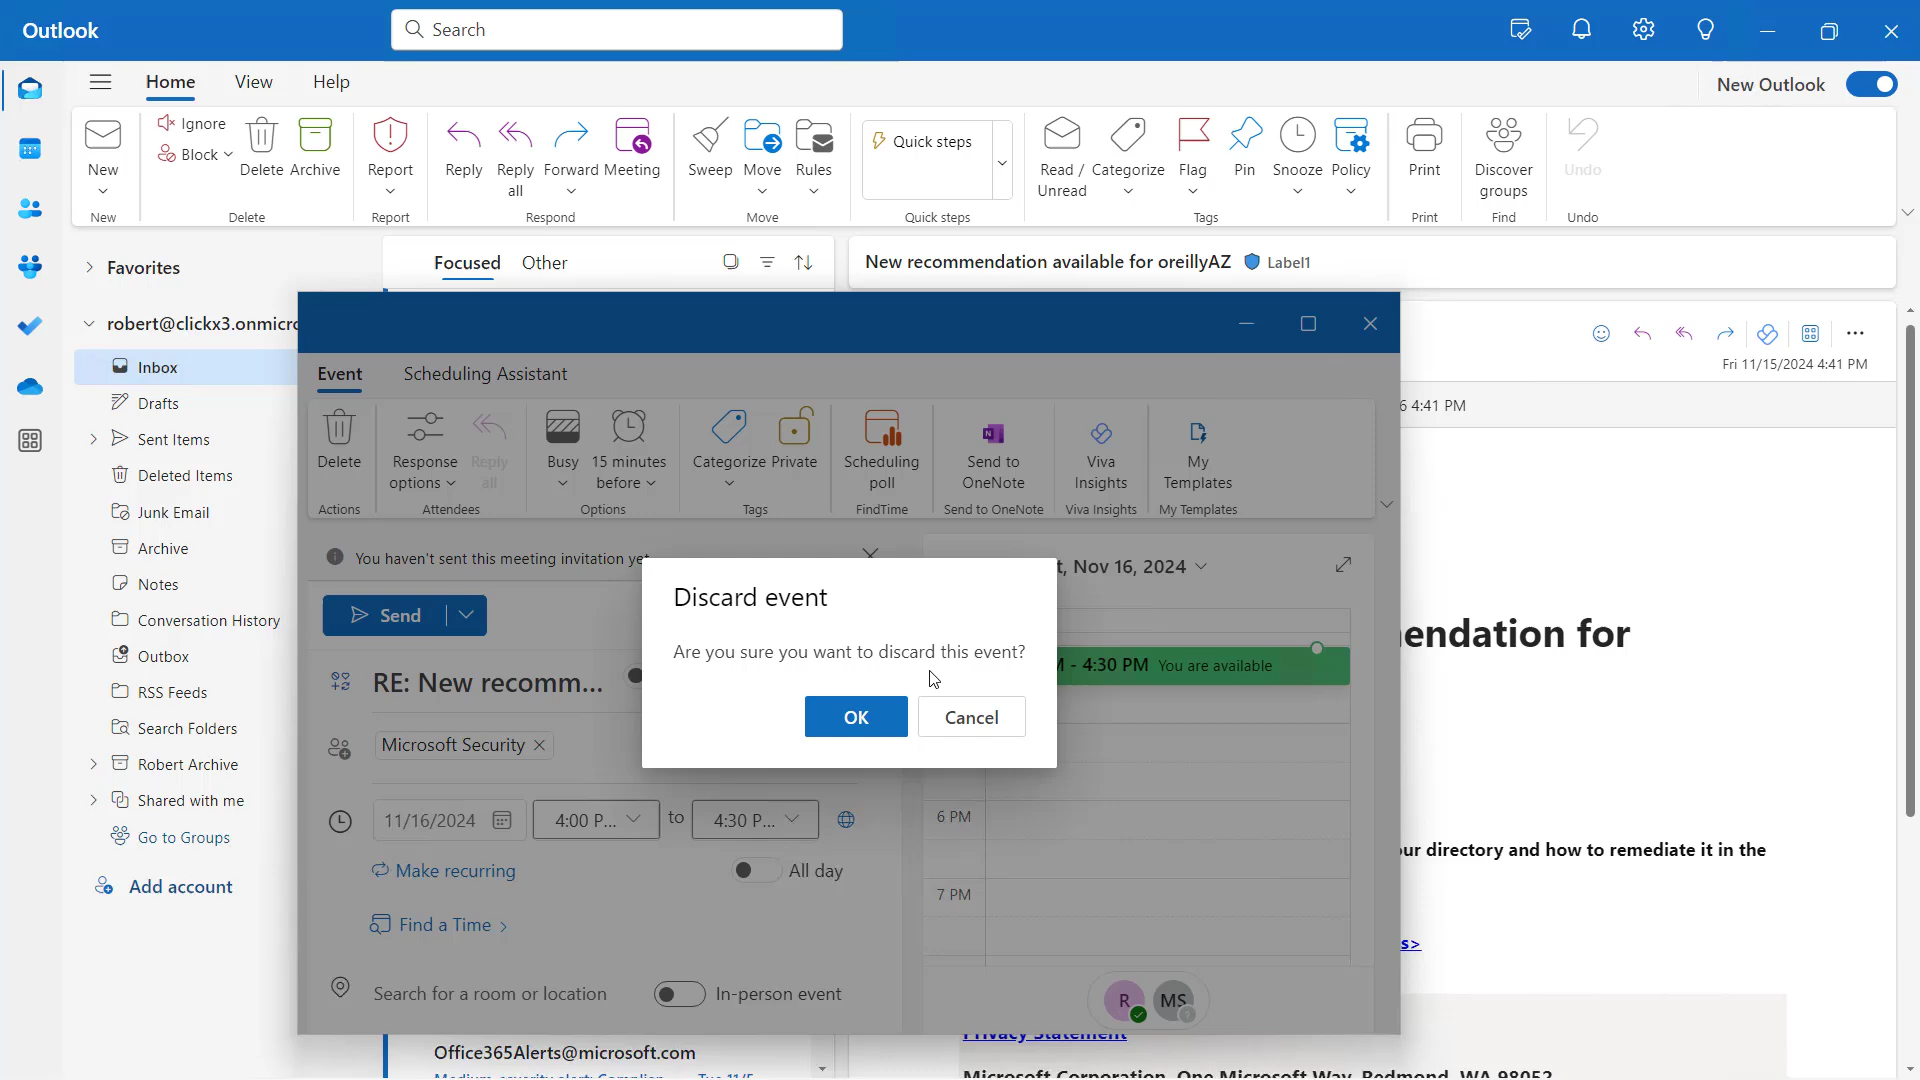 Outlook
Search
Home View Help
New Outlook
New
Ignore
Block
Delete
Archive
Report
Reply
Reply all
Forward
Meeting
Sweep
Move
Rules
Quick steps
Read / Unread
Categorize
Flag
Pin
Snooze
Policy
Print
Discover groups
Undo
New
Delete
Report
Respond
Move
Quick steps
Tags
Print
Find
Undo
Favorites
robert@clickx3.onmicro
Inbox
Drafts
Sent Items
Deleted Items
Junk Email
Archive
Notes
Conversation History
Outbox
RSS Feeds
Search Folders
Robert Archive
Shared with me
Go to Groups
Add account
Focused Other
New recommendation available for oreillyAZ Label1
Fri 11/15/2024 4:41 PM
6 4:41 PM
endation for
ur directory and how to remediate it in the
s>
Event Scheduling Assistant
Delete
Response options
Reply all
Busy
15 minutes before
Categorize
Private
Scheduling poll
Send to OneNote
Viva Insights
My Templates
Actions
Attendees
Options
Tags
FindTime
Send to OneNote
Viva Insights
My Templates
You haven't sent this meeting invitation yet
Send
RE: New recomm...
Microsoft Security
11/16/2024 4:00 P... to 4:30 P...
Make recurring
All day
Find a Time
Search for a room or location
In-person event
t, Nov 16, 2024
- 4:30 PM You are available
6 PM
7 PM
R MS
Discard event
Are you sure you want to discard this event?
OK Cancel
Office365Alerts@microsoft.com
Medium-severity alert: Complian... Tue 11/5
Privacy Statement
Microsoft Corporation, One Microsoft Way, Redmond, WA 98052